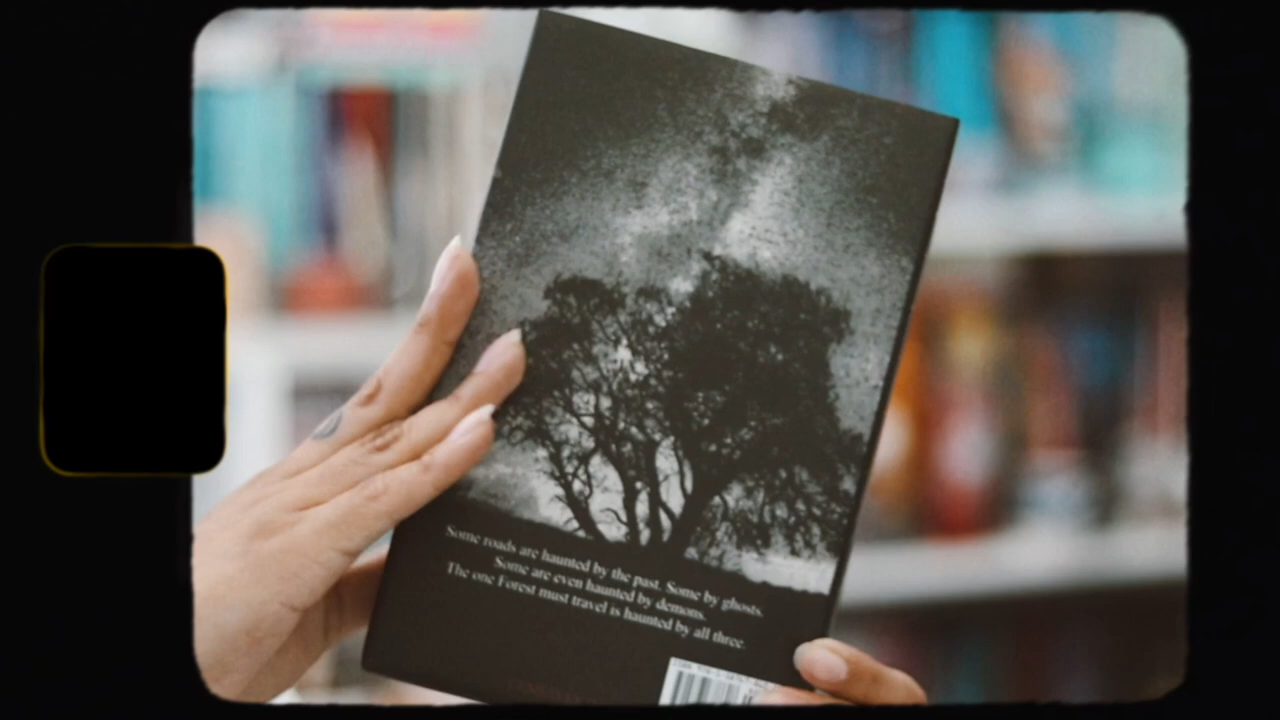 Some roads are haunted by the past. Some by ghosts.
Some are even haunted by demons.
The one Forest must travel is haunted by all three.